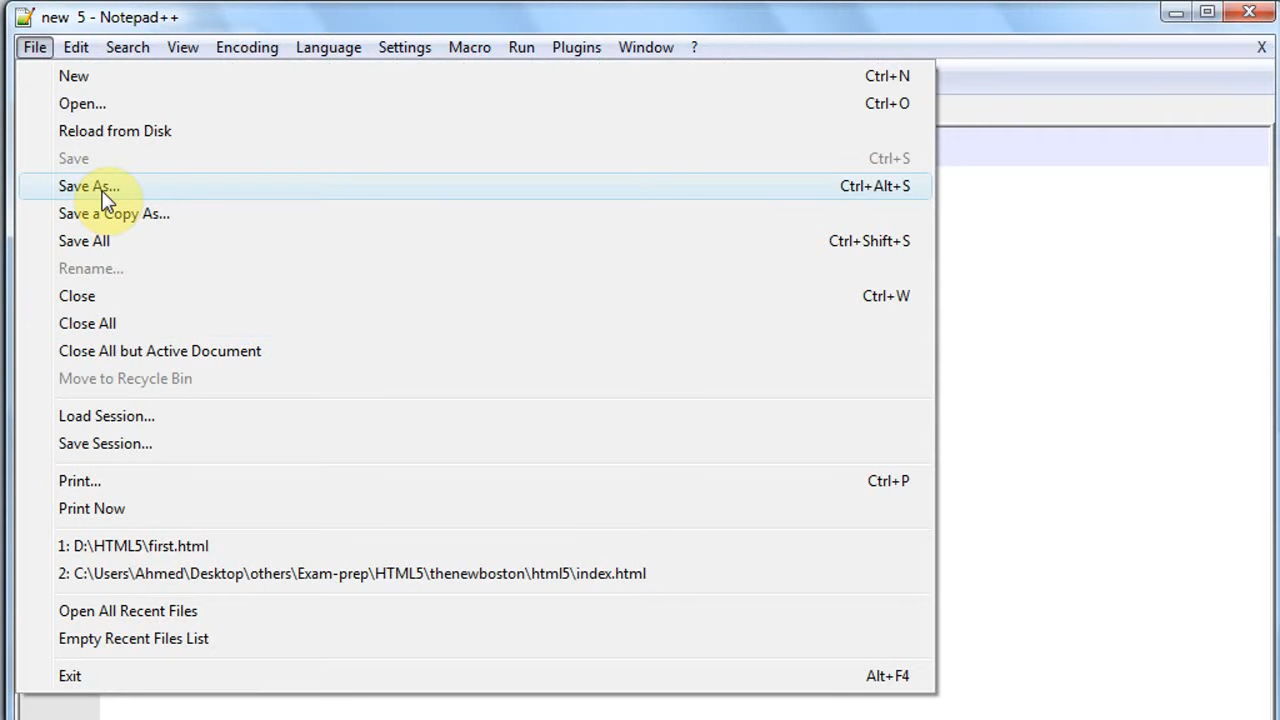 new 5 - Notepad++
File Edit Search View Encoding Language Settings Macro Run Plugins Window ? X
New Ctrl+N
Open... Ctrl+O
Reload from Disk
Save Ctrl+S
Save As... Ctrl+Alt+S
Save a Copy As...
Save All Ctrl+Shift+S
Rename...
Close Ctrl+W
Close All
Close All but Active Document
Move to Recycle Bin
Load Session...
Save Session...
Print... Ctrl+P
Print Now
1: D:\HTML5\first.html
2: C:\Users\Ahmed\Desktop\others\Exam-prep\HTML5\thenewboston\html5\index.html
Open All Recent Files
Empty Recent Files List
Exit Alt+F4